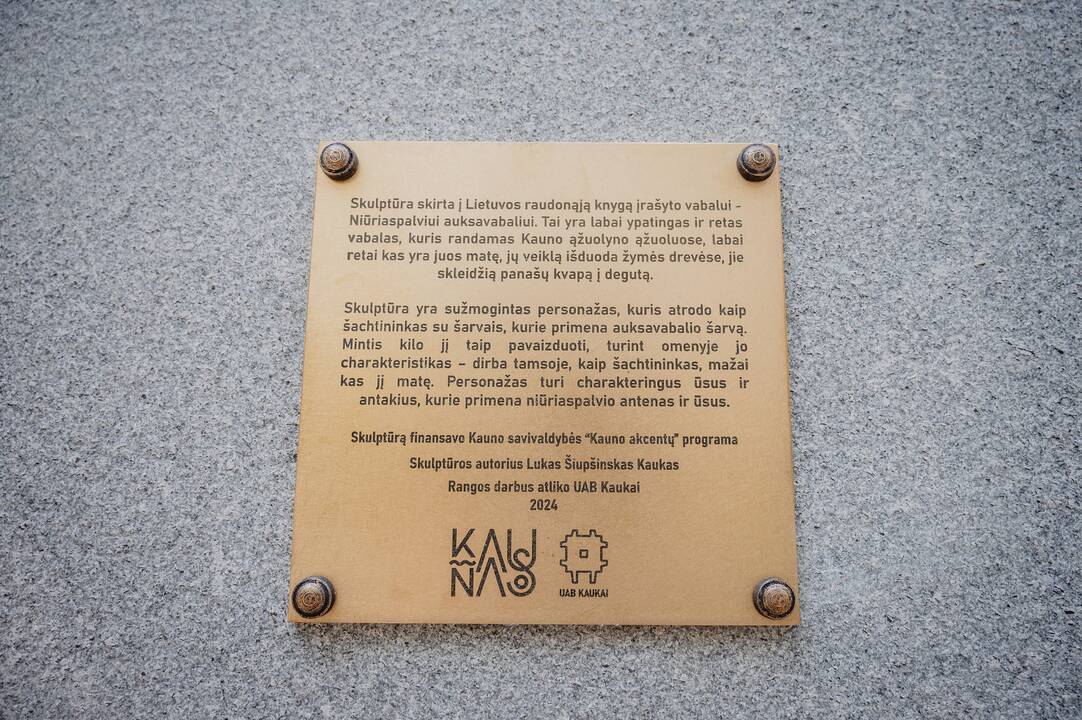 Skulptūra skirta į Lietuvos raudonąją knygą įrašyto vabalui -
Niūriaspalviui auksavabaliui. Tai yra labai ypatingas ir retas
vabalas, kuris randamas Kauno ąžuolyno ąžuoluose, labai
retai kas yra juos matę, jų veiklą išduoda žymės drevėse, jie
skleidžią panašų kvapą į degutą.
Skulptūra yra sužmogintas personažas, kuris atrodo kaip
šachtininkas su šarvais, kurie primena auksavabalio šarvą.
Mintis kilo jį taip pavaizduoti, turint omenyje jo
charakteristikas – dirba tamsoje, kaip šachtininkas, mažai
kas jį matę. Personažas turi charakteringus ūsus ir
antakius, kurie primena niūriaspalvio antenas ir ūsus.
Skulptūrą finansavo Kauno savivaldybės “Kauno akcentų” programa
Skulptūros autorius Lukas Šiupšinskas Kaukas
Rangos darbus atliko UAB Kaukai
2024
KAU
NAS
UAB KAUKAI